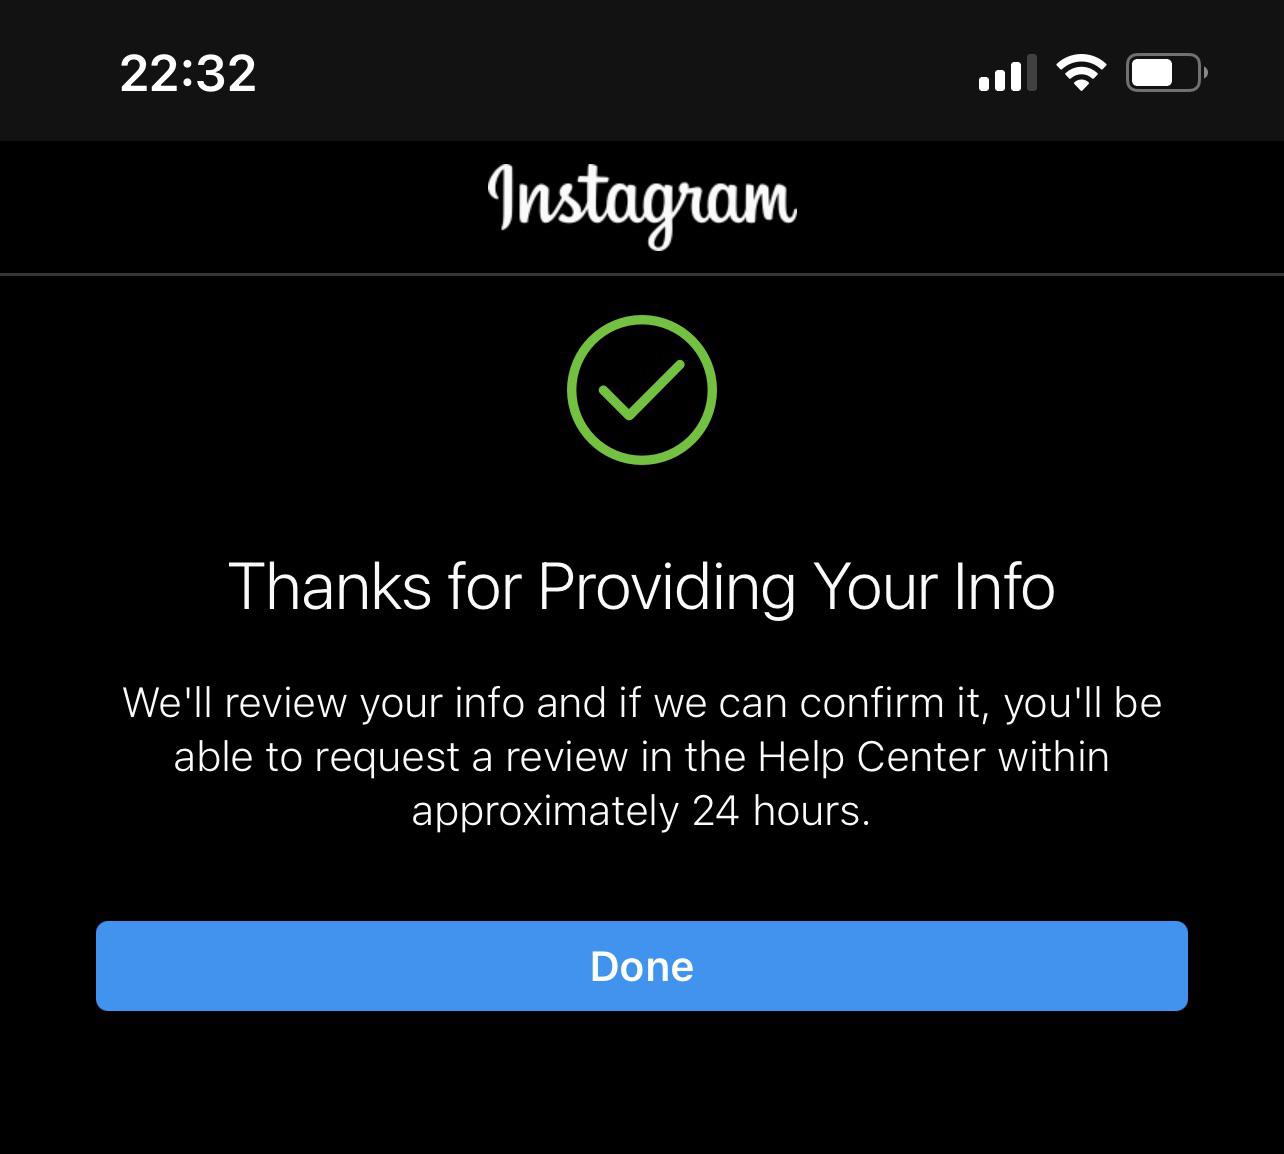 22:32
Instagram
Thanks for Providing Your Info
We'll review your info and if we can confirm it, you'll be
able to request a review in the Help Center within
approximately 24 hours.
Done